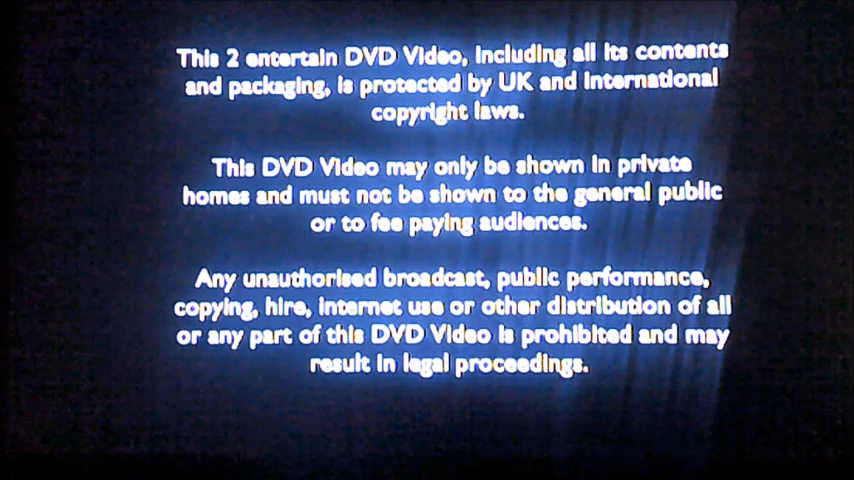 This 2 entertain DVD Video, including all its contents
and packaging, is protected by UK and international
copyright laws.
This DVD Video may only be shown in private
homes and must not be shown to the general public
or to fee paying audiences.
Any unauthorised broadcast, public performance,
copying, hire, internet use or other distribution of all
or any part of this DVD Video is prohibited and may
result in legal proceedings.